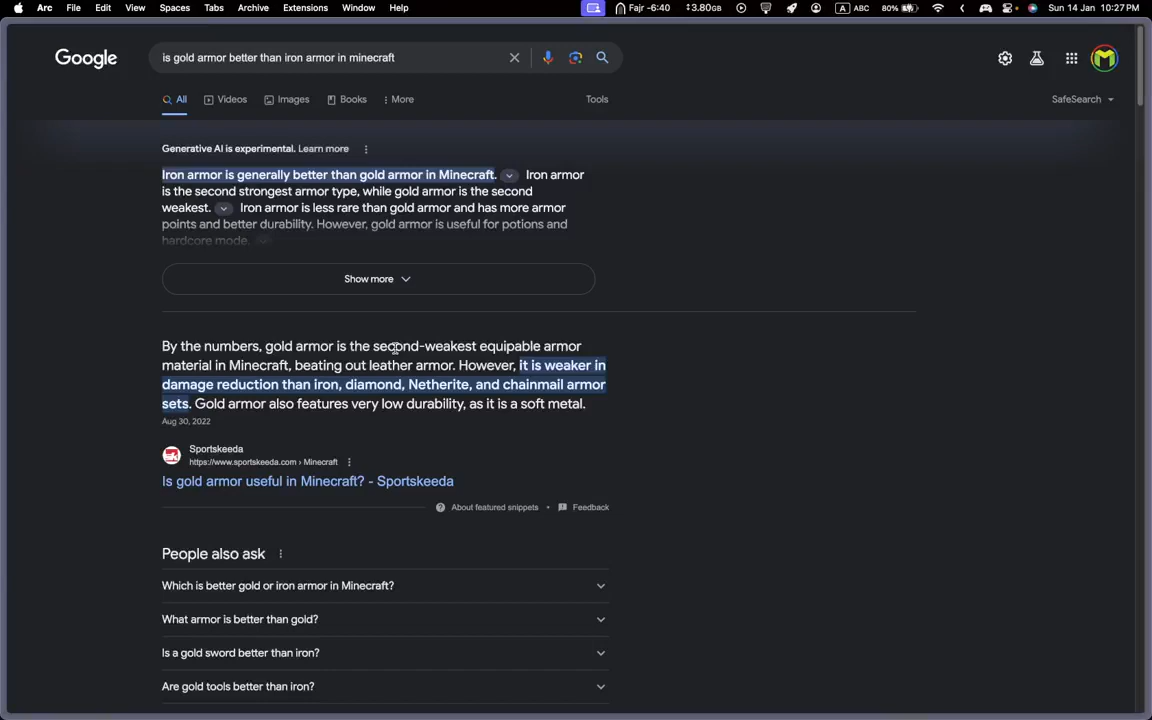 Arc File Edit View Spaces Tabs Archive Extensions Window Help Fajr -6:40 3.80GB A ABC 80% Sun 14 Jan 10:27 PM
Google is gold armor better than iron armor in minecraft
All Videos Images Books More Tools SafeSearch
Generative AI is experimental. Learn more
Iron armor is generally better than gold armor in Minecraft. Iron armor
is the second strongest armor type, while gold armor is the second
weakest. Iron armor is less rare than gold armor and has more armor
points and better durability. However, gold armor is useful for potions and
hardcore mode.
Show more
By the numbers, gold armor is the second-weakest equipable armor
material in Minecraft, beating out leather armor. However, it is weaker in
damage reduction than iron, diamond, Netherite, and chainmail armor
sets. Gold armor also features very low durability, as it is a soft metal.
Aug 30, 2022
Sportskeeda
https://www.sportskeeda.com › Minecraft
Is gold armor useful in Minecraft? - Sportskeeda
About featured snippets • Feedback
People also ask
Which is better gold or iron armor in Minecraft?
What armor is better than gold?
Is a gold sword better than iron?
Are gold tools better than iron?